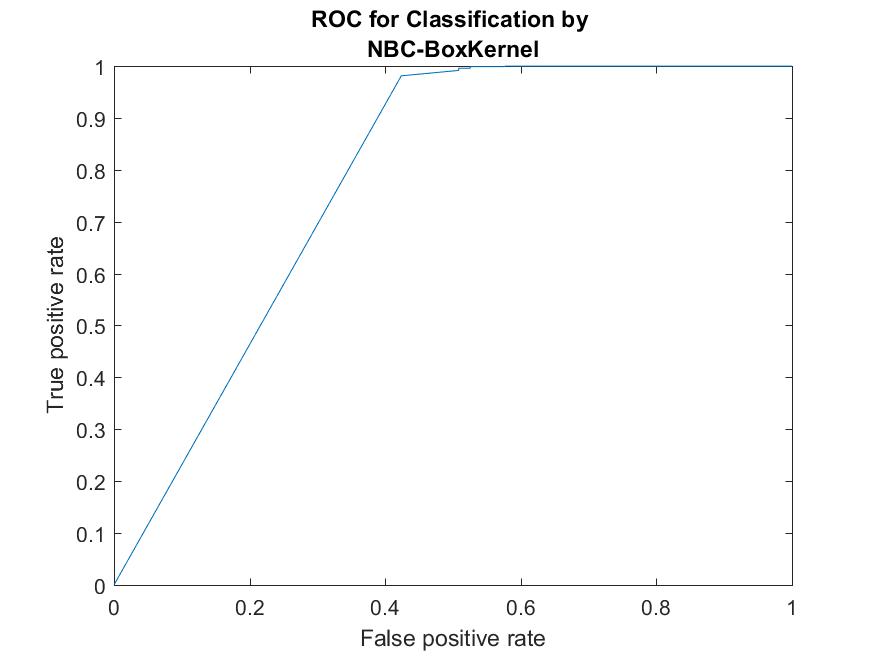 ROC for Classification by
NBC-BoxKernel
1
0.9
0.8
0.7
0.6
0.5
0.4
0.3
0.2
0.1
0
True positive rate
0 0.2 0.4 0.6 0.8 1
False positive rate